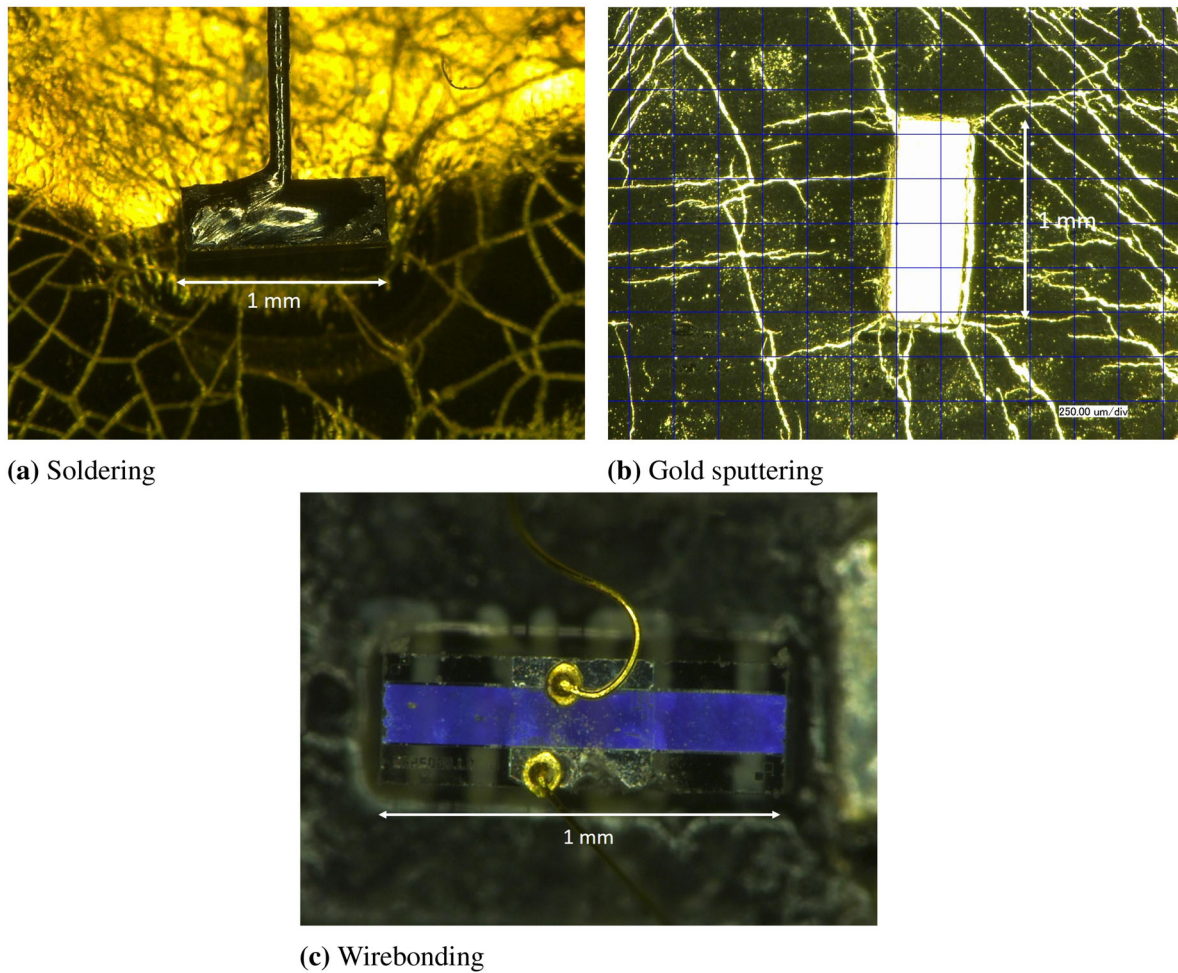 1 mm
1 mm
250.00 um/div
(a) Soldering
(b) Gold sputtering
1 mm
(c) Wirebonding